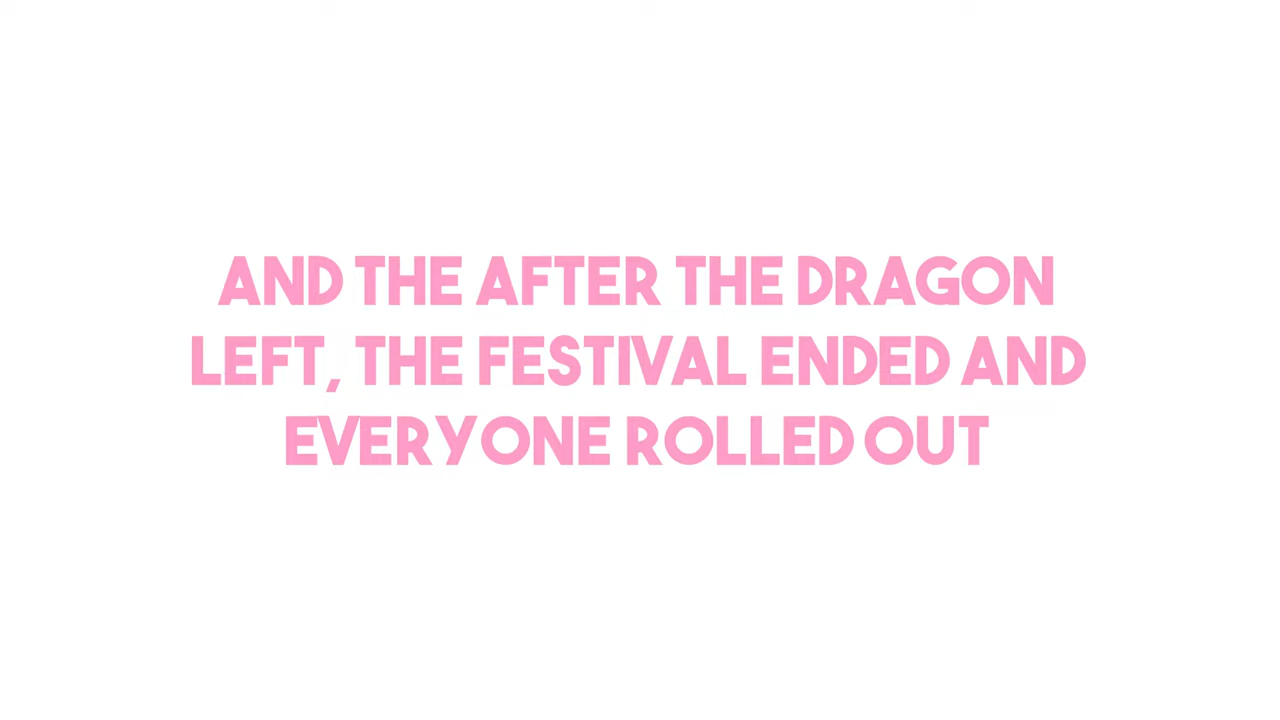 AND THE AFTER THE DRAGON
LEFT, THE FESTIVAL ENDED AND
EVERYONE ROLLED OUT